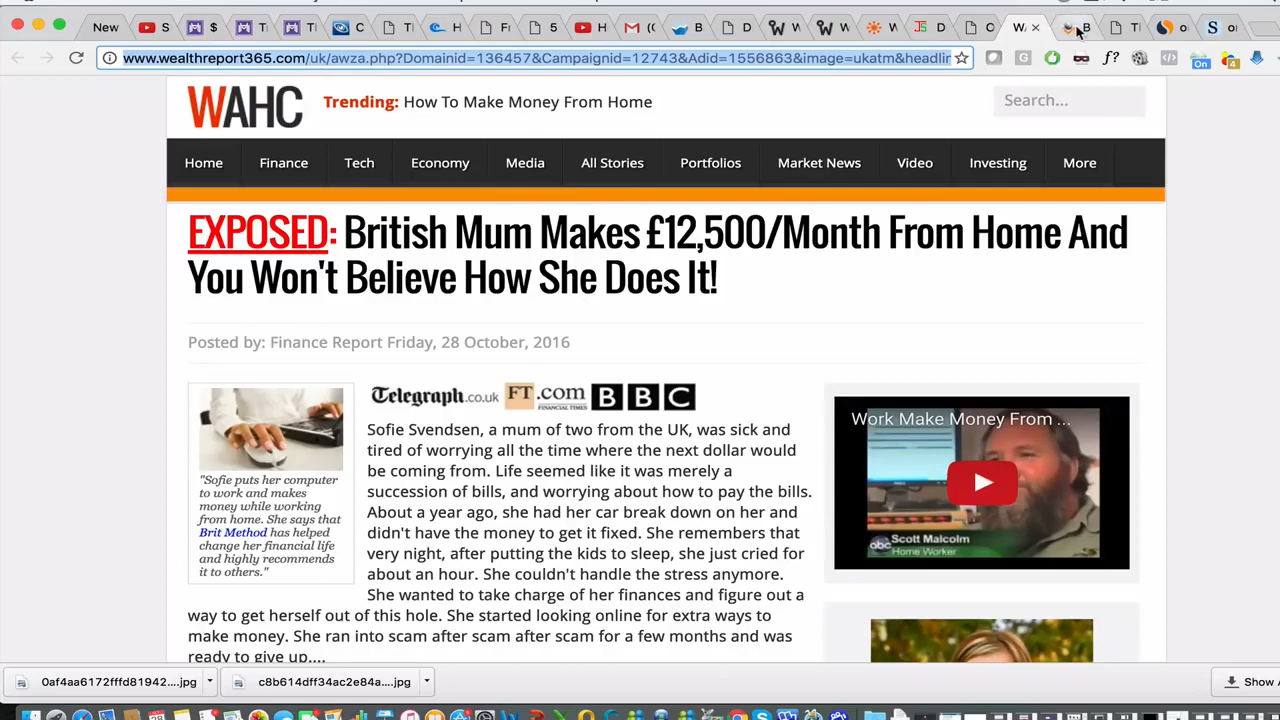 New
S
$
T
T
C
T
H
F
5
H
(
B
D
W
W
W
D
C
W
B
T
o
o
www.wealthreport365.com/uk/awza.php?Domainid=136457&Campaignid=12743&Adid=1556863&image=ukatm&headlin
G
ƒ?
On
4
WAHC
Trending: How To Make Money From Home
Search...
Home
Finance
Tech
Economy
Media
All Stories
Portfolios
Market News
Video
Investing
More
EXPOSED: British Mum Makes £12,500/Month From Home And
You Won't Believe How She Does It!
Posted by: Finance Report Friday, 28 October, 2016
Telegraph.co.uk FT.com FINANCIAL TIMES BBC
"Sofie puts her computer
to work and makes
money while working
from home. She says that
Brit Method has helped
change her financial life
and highly recommends
it to others."
Sofie Svendsen, a mum of two from the UK, was sick and
tired of worrying all the time where the next dollar would
be coming from. Life seemed like it was merely a
succession of bills, and worrying about how to pay the bills.
About a year ago, she had her car break down on her and
didn't have the money to get it fixed. She remembers that
very night, after putting the kids to sleep, she just cried for
about an hour. She couldn't handle the stress anymore.
She wanted to take charge of her finances and figure out a
way to get herself out of this hole. She started looking online for extra ways to
make money. She ran into scam after scam after scam for a few months and was
ready to give up....
Work Make Money From ...
abc
Scott Malcolm
Home Worker
0af4aa6172fffd81942....jpg
c8b614dff34ac2e84a....jpg
Show A